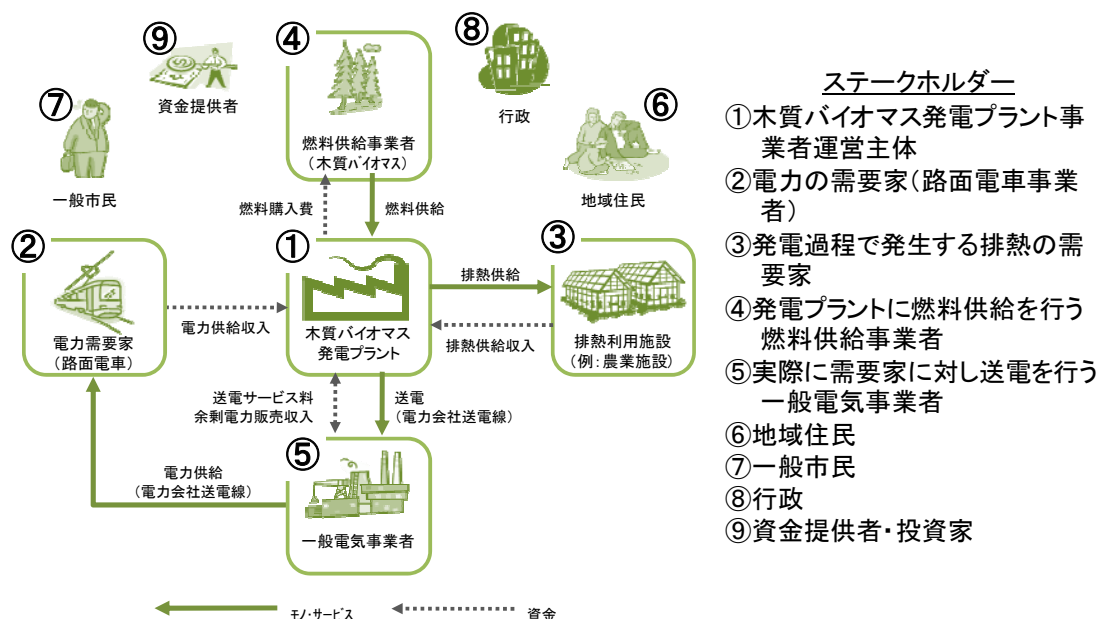 ⑨
資金提供者
④
燃料供給事業者
（木質ﾊﾞｲｵﾏｽ）
⑧
行政
⑦
一般市民
⑥
地域住民
燃料購入費
燃料供給
②
電力需要家
（路面電車）
電力供給収入
①
木質バイオマス
発電プラント
排熱供給
排熱供給収入
③
排熱利用施設
（例：農業施設）
送電サービス料
余剰電力販売収入
送電
（電力会社送電線）
電力供給
（電力会社送電線）
⑤
一般電気事業者
ﾓﾉ・ｻｰﾋﾞｽ
資金
ステークホルダー
①木質バイオマス発電プラント事
業者運営主体
②電力の需要家（路面電車事業
者）
③発電過程で発生する排熱の需
要家
④発電プラントに燃料供給を行う
燃料供給事業者
⑤実際に需要家に対し送電を行う
一般電気事業者
⑥地域住民
⑦一般市民
⑧行政
⑨資金提供者・投資家